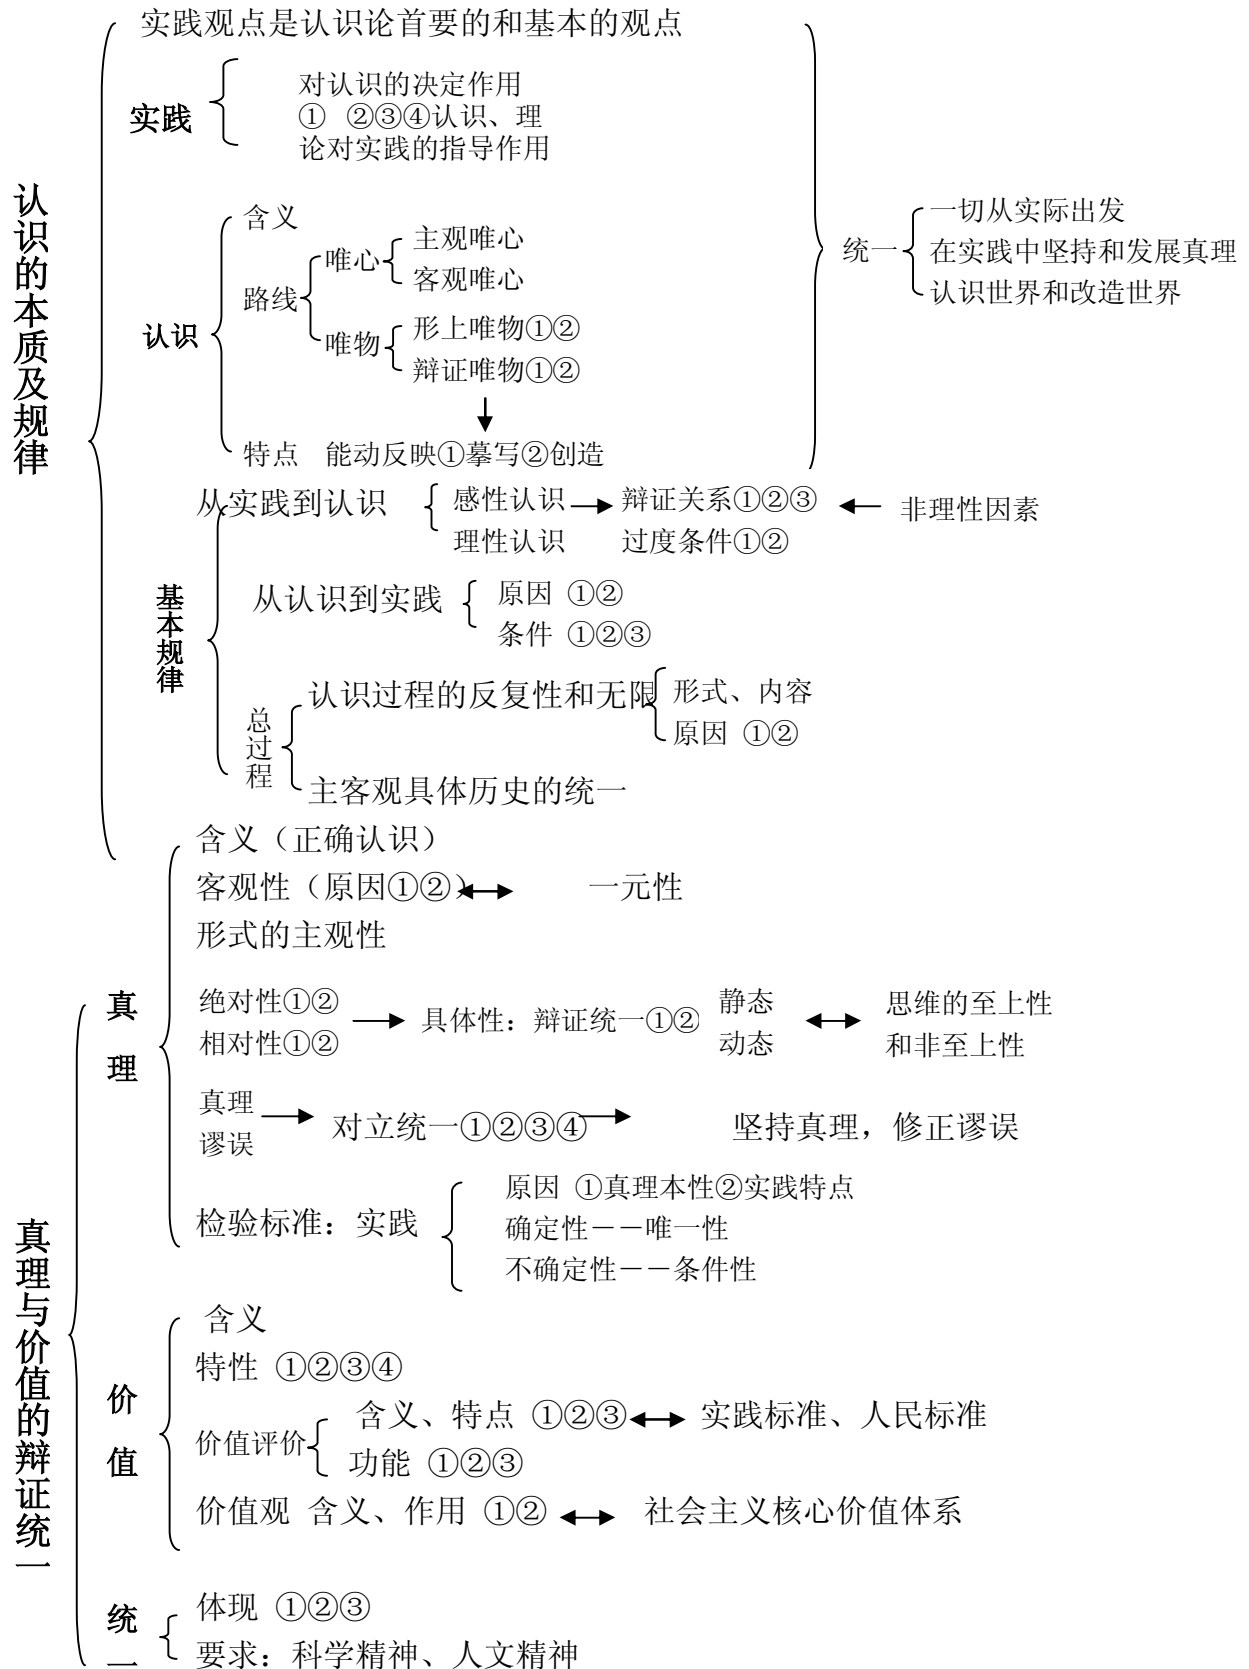 认识的本质及规律
实践观点是认识论首要的和基本的观点
实践
对认识的决定作用
① ②③④认识、理
论对实践的指导作用
认识
含义
路线
唯心
主观唯心
客观唯心
唯物
形上唯物①②
辩证唯物①②
特点 能动反映①摹写②创造
统一
一切从实际出发
在实践中坚持和发展真理
认识世界和改造世界
基本规律
从实践到认识
感性认识
理性认识
辩证关系①②③
过度条件①②
非理性因素
从认识到实践
原因 ①②
条件 ①②③
总过程
认识过程的反复性和无限
形式、内容
原因 ①②
主客观具体历史的统一
真理与价值的辩证统一
真理
含义（正确认识）
客观性（原因①②）
一元性
形式的主观性
绝对性①②
相对性①②
具体性：辩证统一①②
静态
动态
思维的至上性
和非至上性
真理
谬误
对立统一①②③④
坚持真理，修正谬误
检验标准：实践
原因 ①真理本性②实践特点
确定性－－唯一性
不确定性－－条件性
价值
含义
特性 ①②③④
价值评价
含义、特点 ①②③
实践标准、人民标准
功能 ①②③
价值观 含义、作用 ①②
社会主义核心价值体系
统一
体现 ①②③
要求：科学精神、人文精神